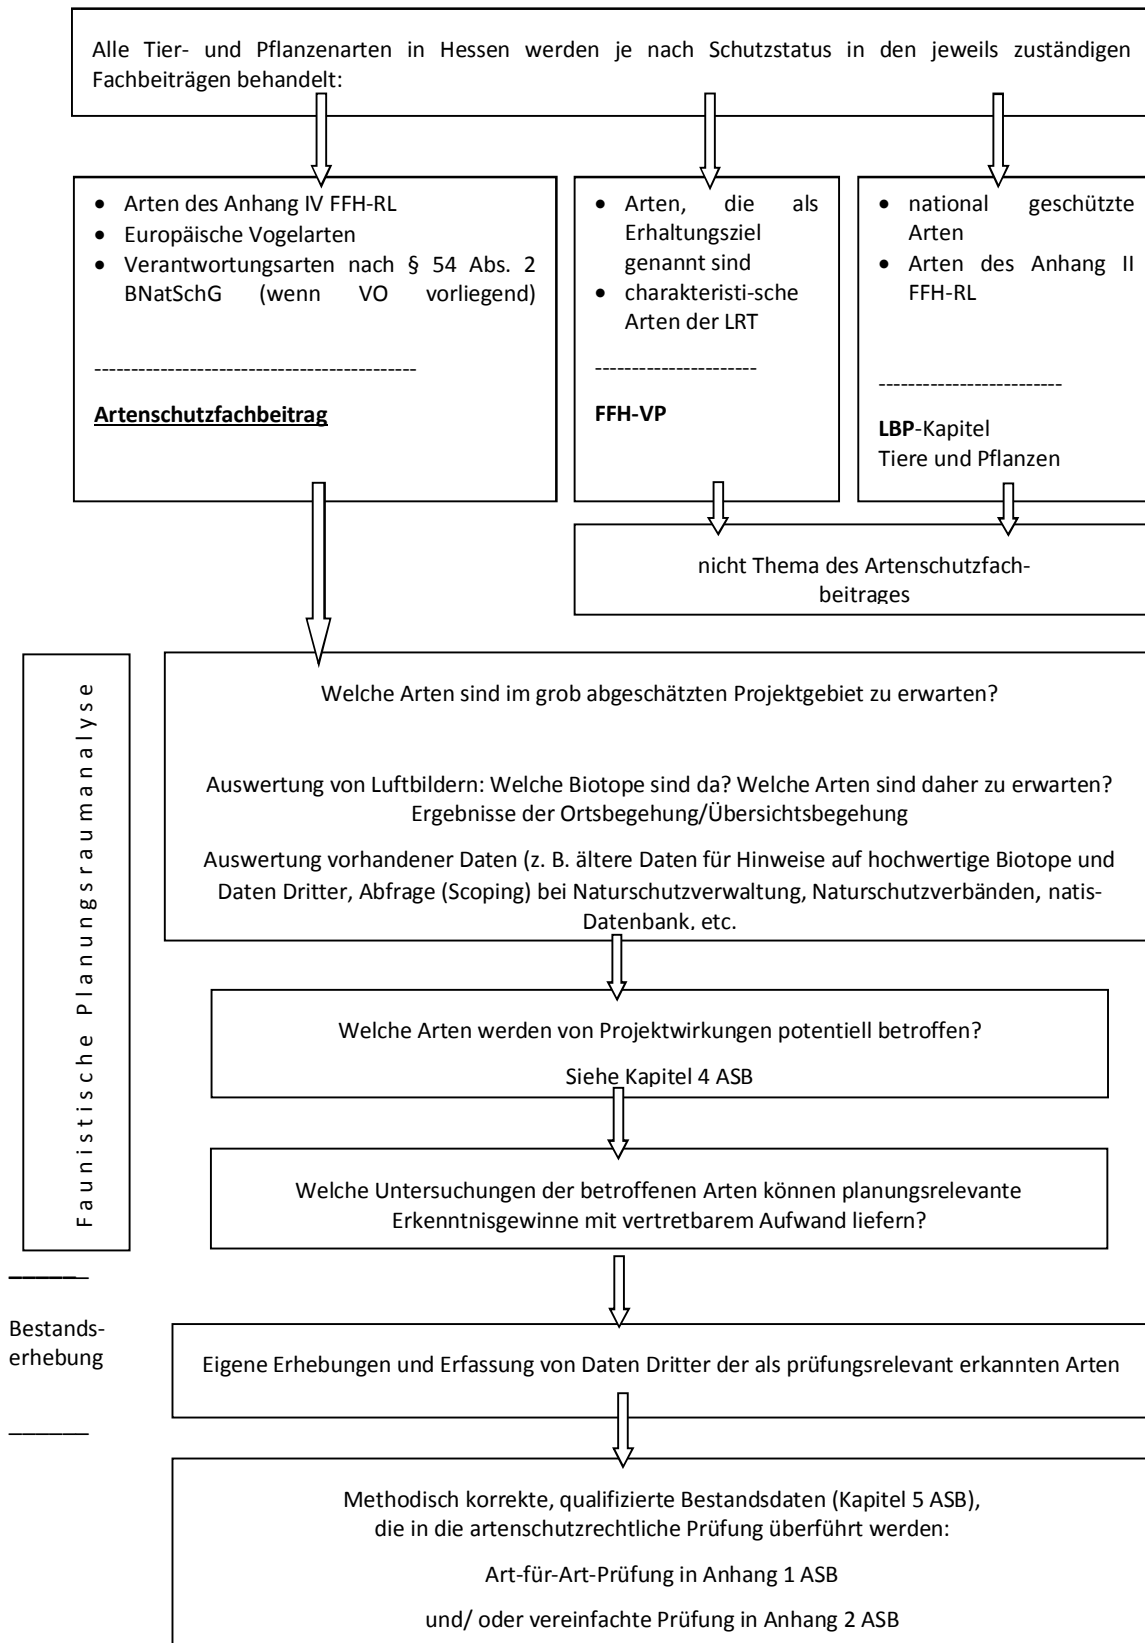 Alle Tier- und Pflanzenarten in Hessen werden je nach Schutzstatus in den jeweils zuständigen
Fachbeiträgen behandelt:
• Arten des Anhang IV FFH-RL
• Europäische Vogelarten
• Verantwortungsarten nach § 54 Abs. 2
BNatSchG (wenn VO vorliegend)
-------------------------------------------
Artenschutzfachbeitrag
• Arten, die als
Erhaltungsziel
genannt sind
• charakteristi-sche
Arten der LRT
----------------------
FFH-VP
• national geschützte
Arten
• Arten des Anhang II
FFH-RL
-------------------------
LBP-Kapitel
Tiere und Pflanzen
nicht Thema des Artenschutzfach-
beitrages
Faunistische Planungsraumanalyse
Welche Arten sind im grob abgeschätzten Projektgebiet zu erwarten?
Auswertung von Luftbildern: Welche Biotope sind da? Welche Arten sind daher zu erwarten?
Ergebnisse der Ortsbegehung/Übersichtsbegehung
Auswertung vorhandener Daten (z. B. ältere Daten für Hinweise auf hochwertige Biotope und
Daten Dritter, Abfrage (Scoping) bei Naturschutzverwaltung, Naturschutzverbänden, natis-
Datenbank, etc.
Welche Arten werden von Projektwirkungen potentiell betroffen?
Siehe Kapitel 4 ASB
Welche Untersuchungen der betroffenen Arten können planungsrelevante
Erkenntnisgewinne mit vertretbarem Aufwand liefern?
Bestands-
erhebung
Eigene Erhebungen und Erfassung von Daten Dritter der als prüfungsrelevant erkannten Arten
Methodisch korrekte, qualifizierte Bestandsdaten (Kapitel 5 ASB),
die in die artenschutzrechtliche Prüfung überführt werden:
Art-für-Art-Prüfung in Anhang 1 ASB
und/ oder vereinfachte Prüfung in Anhang 2 ASB